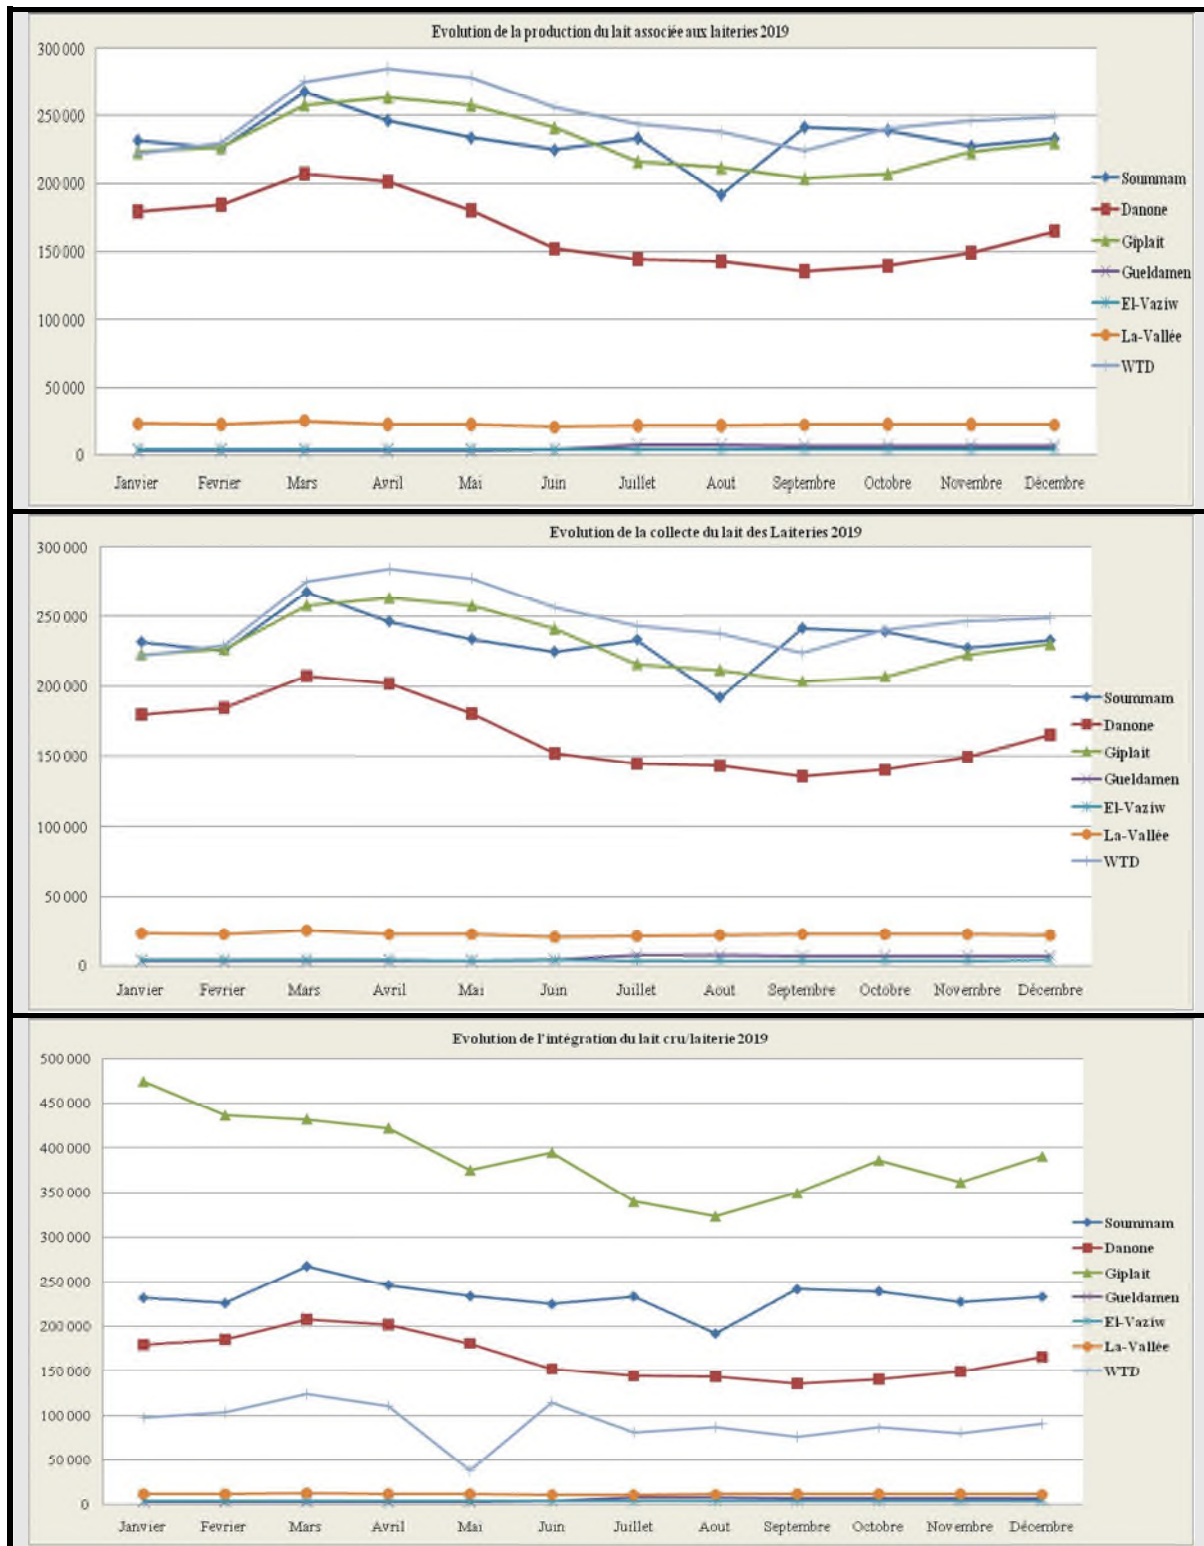 Evolution de la production du lait associée aux laiteries 2019
300 000
250 000
200 000
150 000
100 000
50 000
0
Janvier Fevrier Mars Avril Mai Juin Juillet Aout Septembre Octobre Novembre Décembre
Soummam
Danone
Giplait
Gueldamen
El-Vaziw
La-Vallée
WTD
Evolution de la collecte du lait des Laiteries 2019
300 000
250 000
200 000
150 000
100 000
50 000
0
Janvier Fevrier Mars Avril Mai Juin Juillet Aout Septembre Octobre Novembre Décembre
Soummam
Danone
Giplait
Gueldamen
El-Vaziw
La-Vallée
WTD
Evolution de l'intégration du lait cru/laiterie 2019
500 000
450 000
400 000
350 000
300 000
250 000
200 000
150 000
100 000
50 000
0
Janvier Fevrier Mars Avril Mai Juin Juillet Aout Septembre Octobre Novembre Décembre
Soummam
Danone
Giplait
Gueldamen
El-Vaziw
La-Vallée
WTD